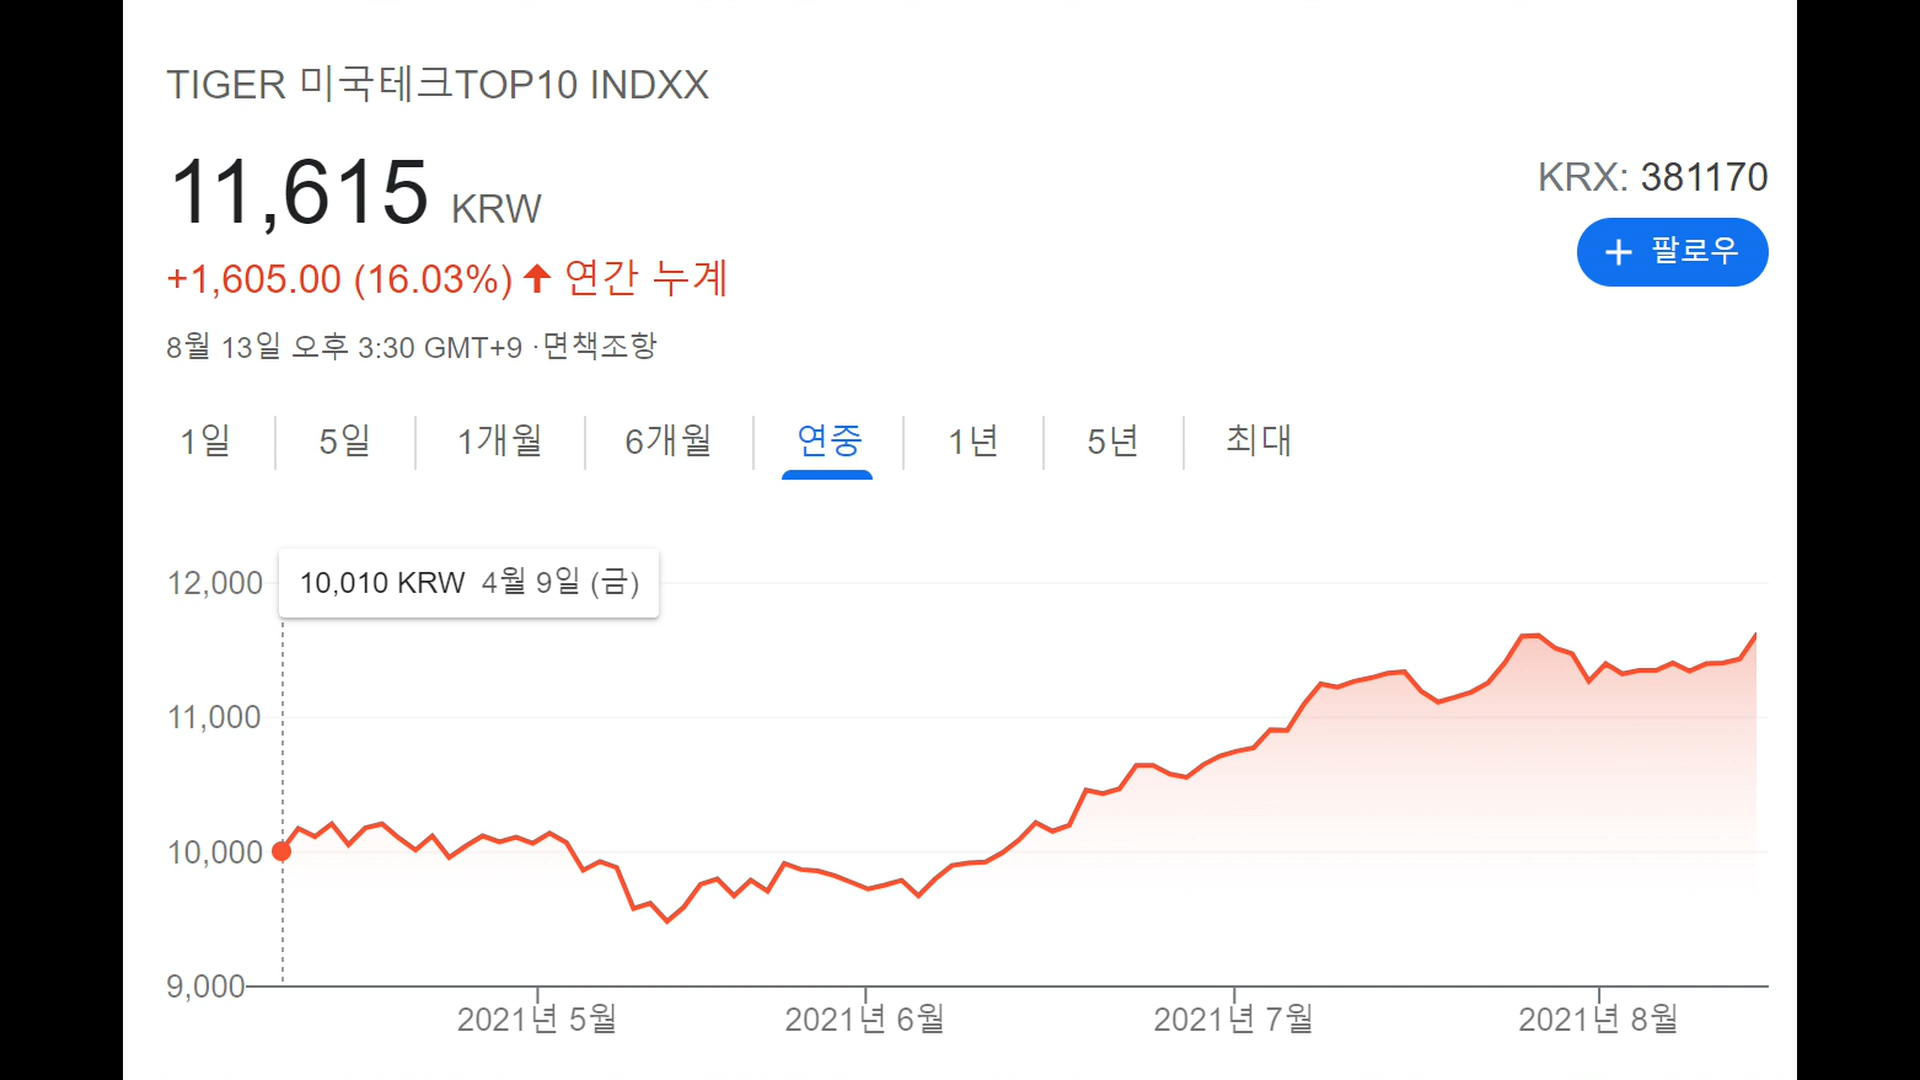 TIGER 미국테크TOP10 INDXX
11,615 KRW
KRX: 381170
+ 팔로우
+1,605.00 (16.03%) ↑ 연간 누계
8월 13일 오후 3:30 GMT+9 ·면책조항
1일 5일 1개월 6개월 연중 1년 5년 최대
12,000
10,010 KRW 4월 9일 (금)
11,000
10,000
9,000
2021년 5월 2021년 6월 2021년 7월 2021년 8월